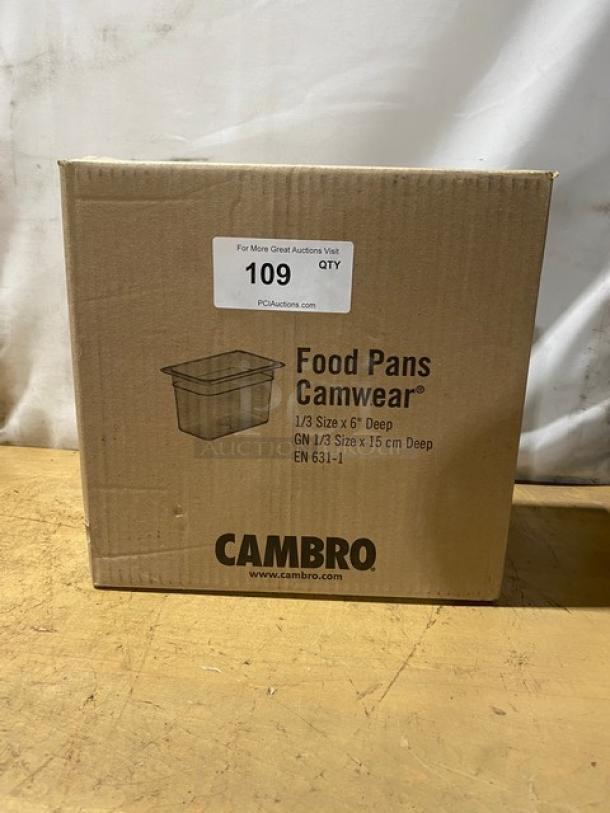 For More Great Auctions Visit
109 QTY
PCIAuctions.com
Food Pans
Camwear®
1/3 Size x 6" Deep
GN 1/3 Size x 15 cm Deep
EN 631-1
CAMBRO®
www.cambro.com